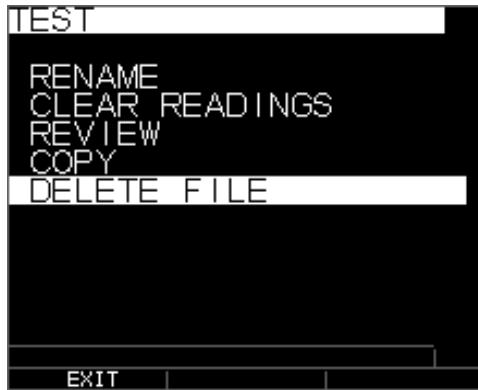 TEST
RENAME
CLEAR READINGS
REVIEW
COPY
DELETE FILE
EXIT